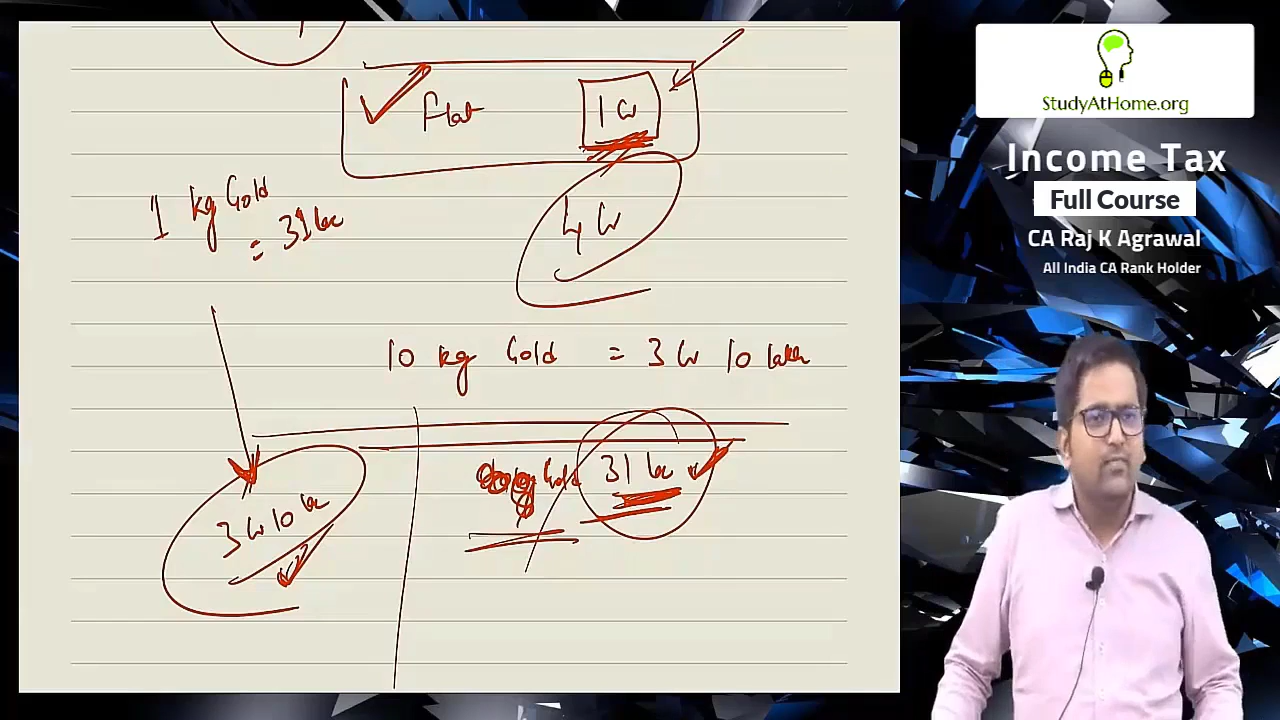 Flat 1 Cr
1 kg Gold
= 31 lac
4 Cr
10 kg Gold = 3 Cr 10 lakh
3 Cr 10 lac
Gold 31 lac
StudyAtHome.org
Income Tax
Full Course
CA Raj K Agrawal
All India CA Rank Holder